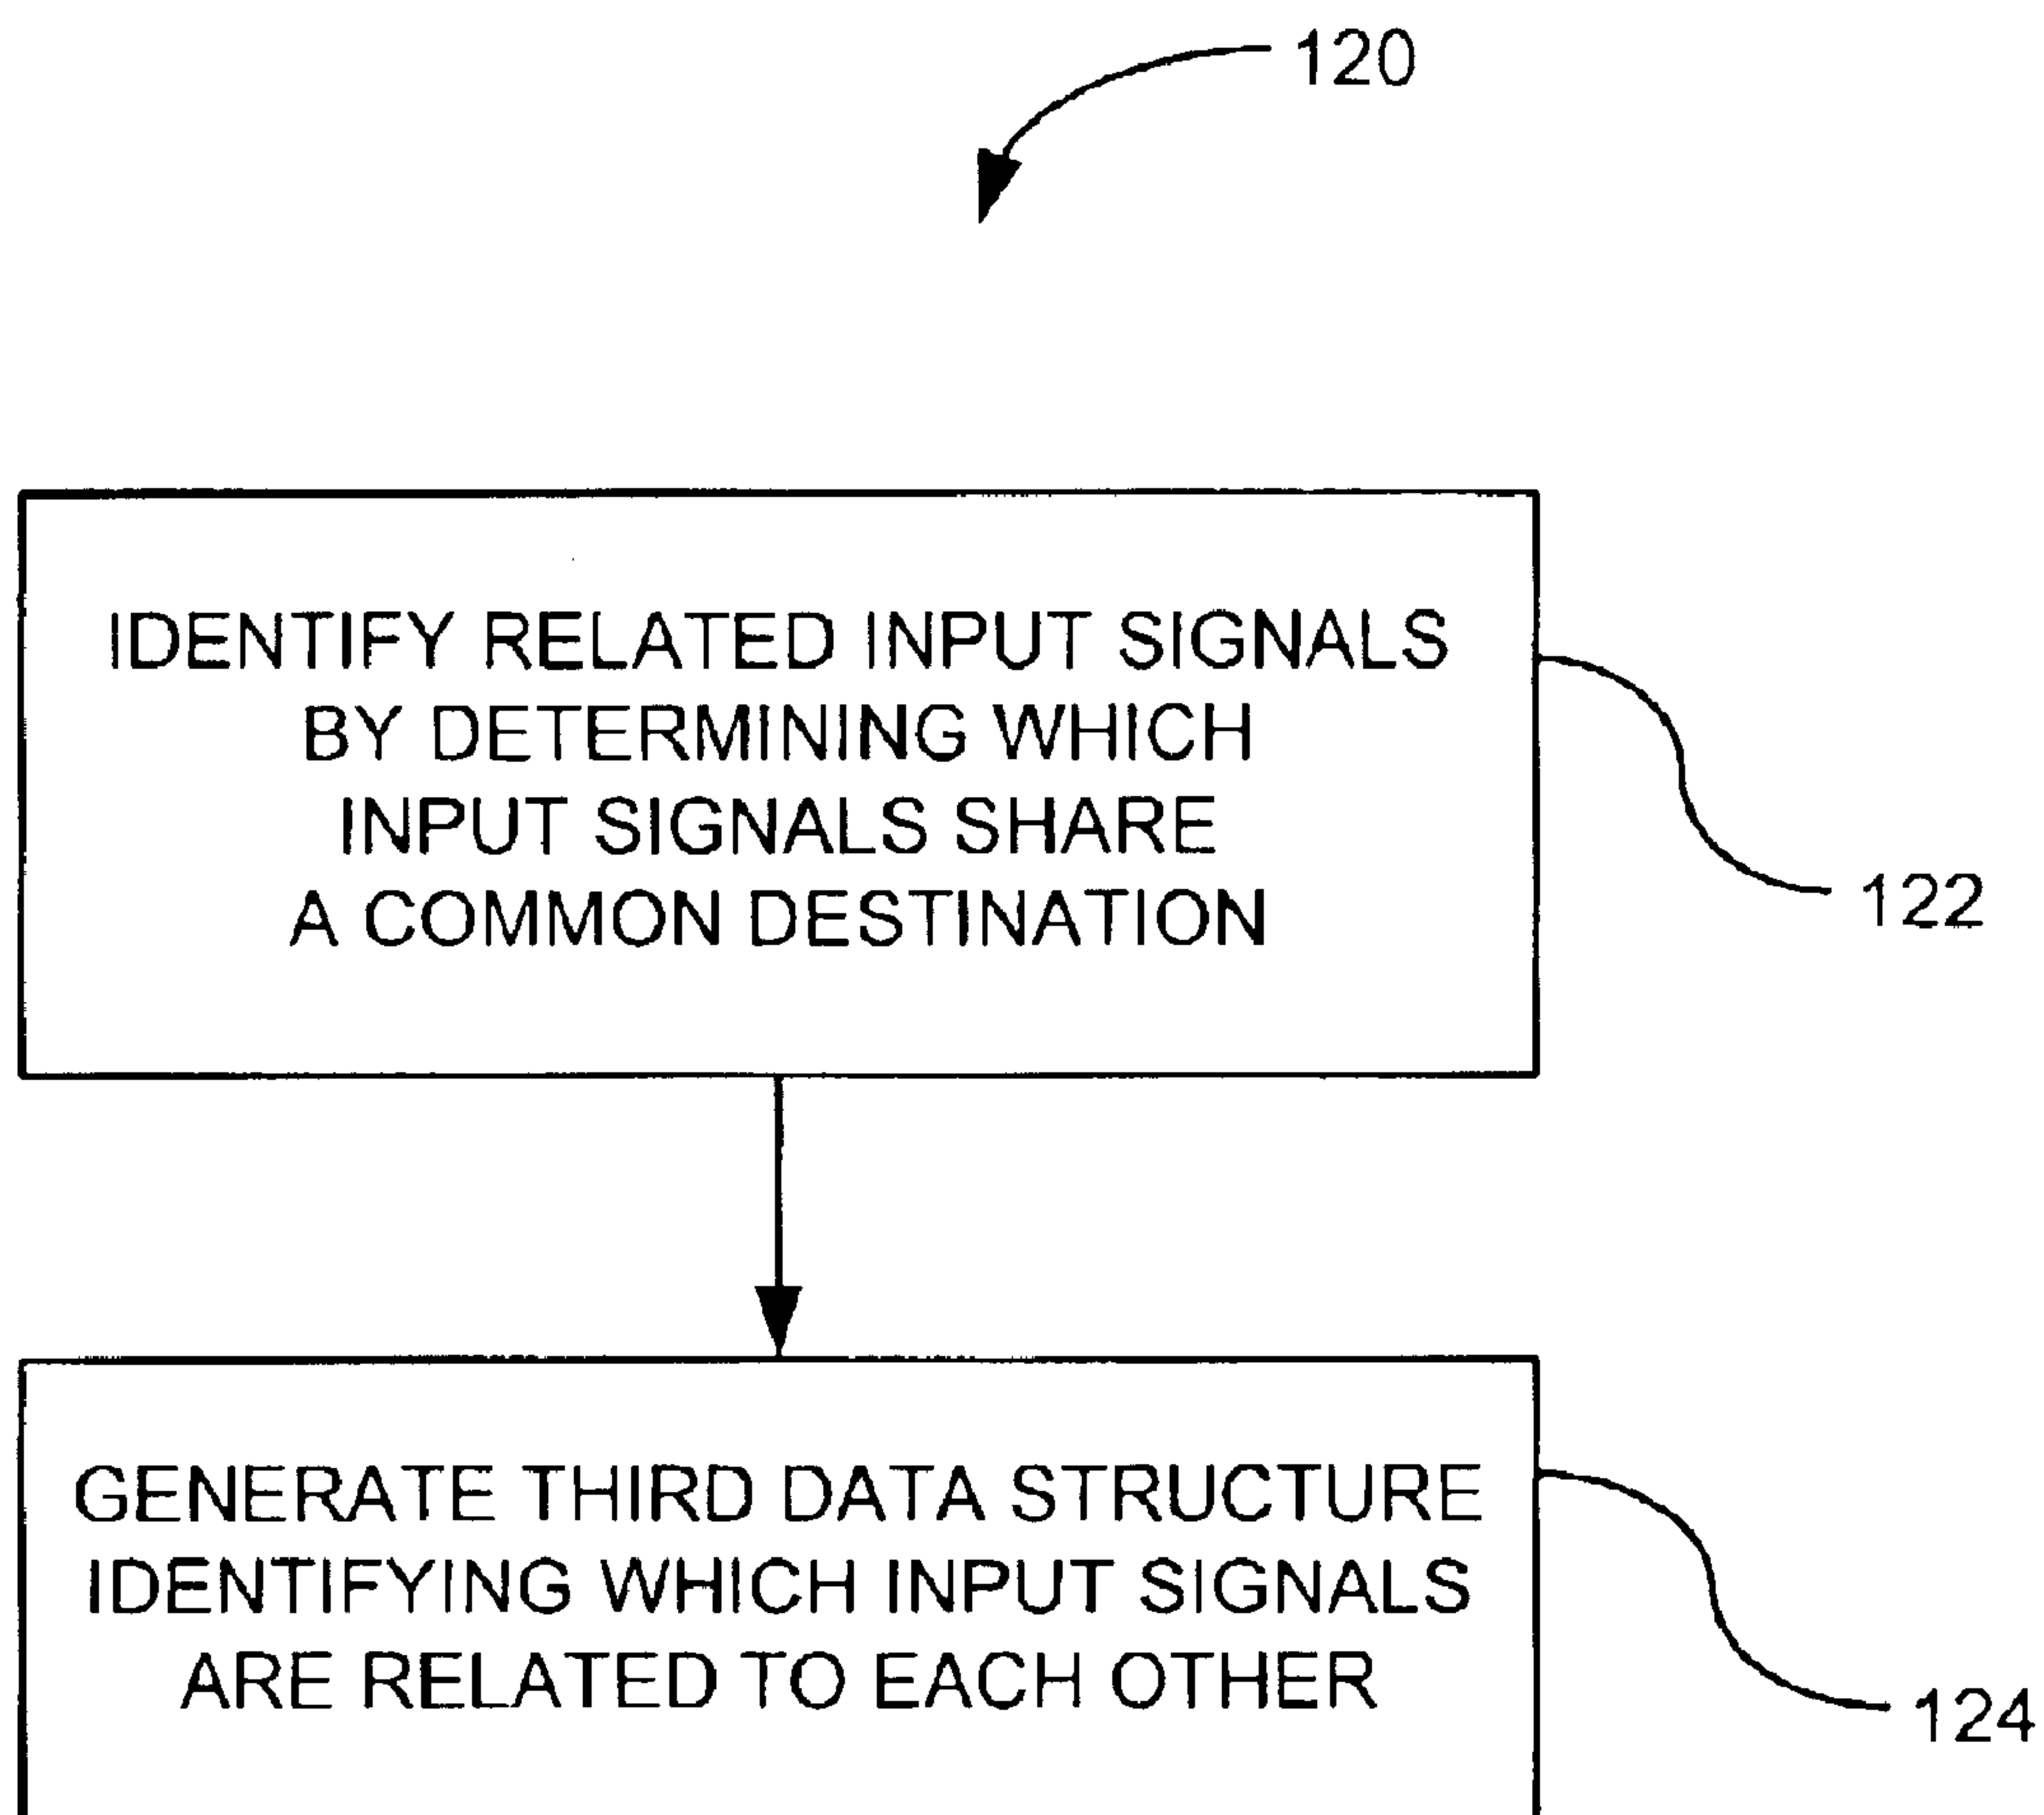 120
IDENTIFY RELATED INPUT SIGNALS
BY DETERMINING WHICH
INPUT SIGNALS SHARE
A COMMON DESTINATION
122
GENERATE THIRD DATA STRUCTURE
IDENTIFYING WHICH INPUT SIGNALS
ARE RELATED TO EACH OTHER
124